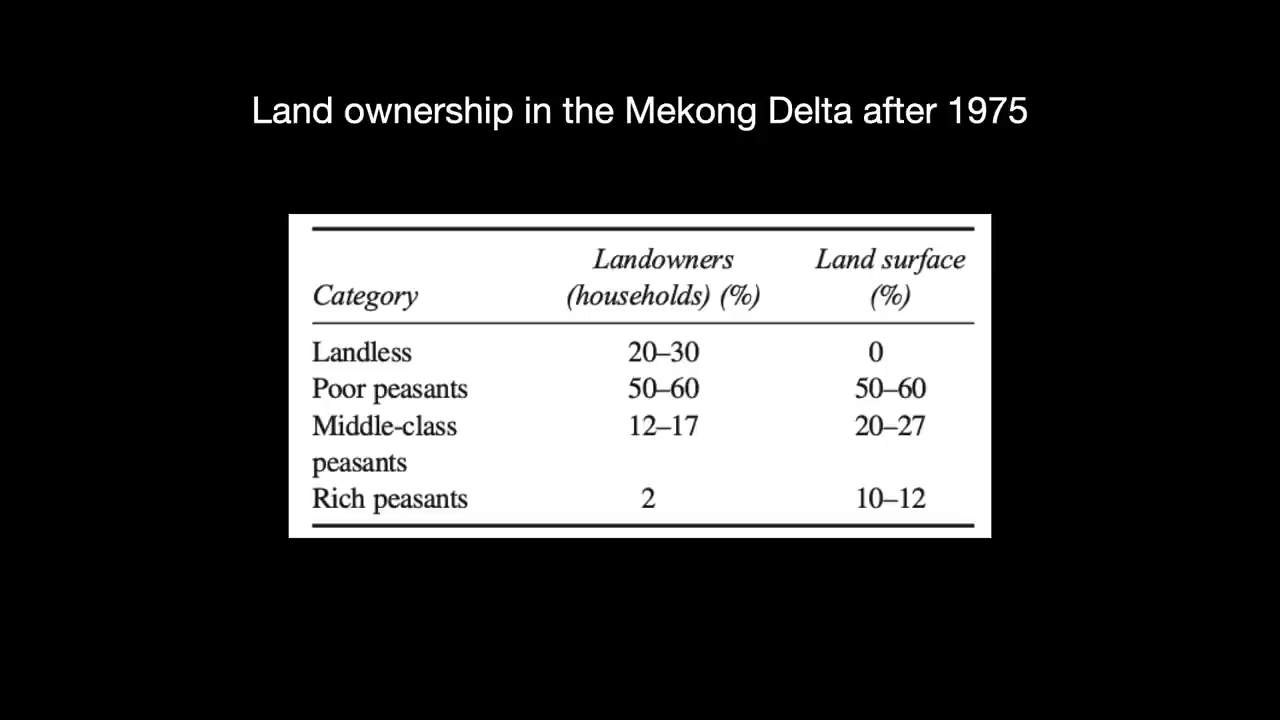 Land ownership in the Mekong Delta after 1975
Landowners Land surface
Category (households) (%) (%)
Landless 20–30 0
Poor peasants 50–60 50–60
Middle-class 12–17 20–27
peasants
Rich peasants 2 10–12